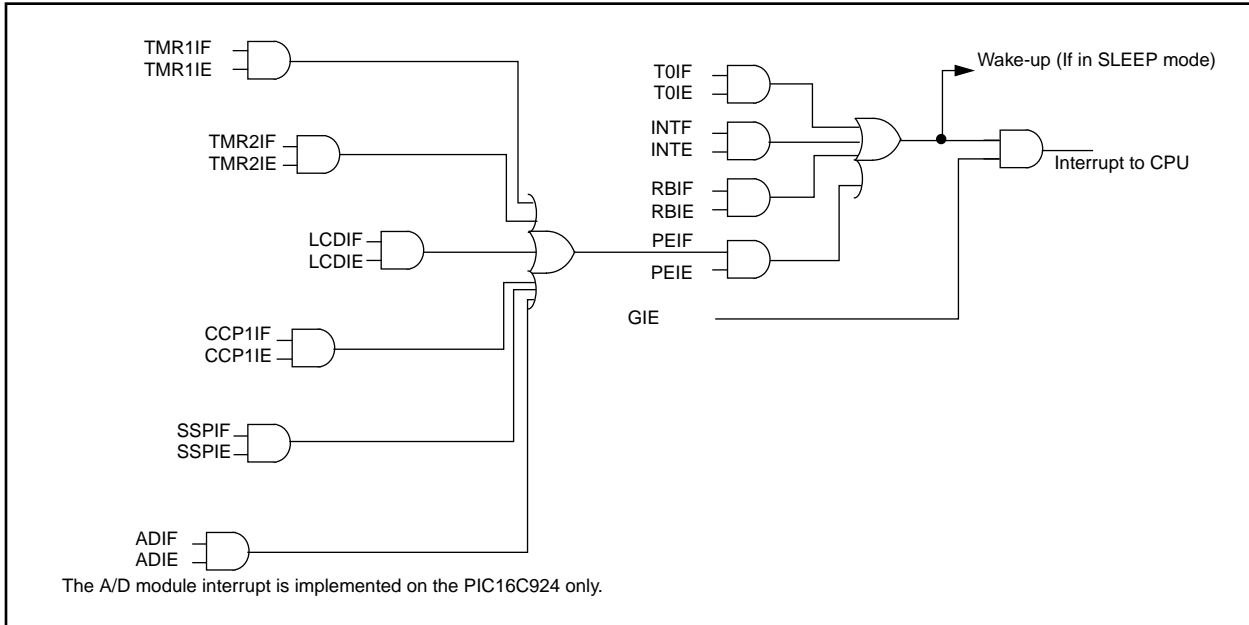 TMR1IF
TMR1IE
TMR2IF
TMR2IE
LCDIF
LCDIE
CCP1IF
CCP1IE
SSPIF
SSPIE
ADIF
ADIE
The A/D module interrupt is implemented on the PIC16C924 only.
T0IF
T0IE
INTF
INTE
RBIF
RBIE
PEIF
PEIE
GIE
Wake-up (If in SLEEP mode)
Interrupt to CPU